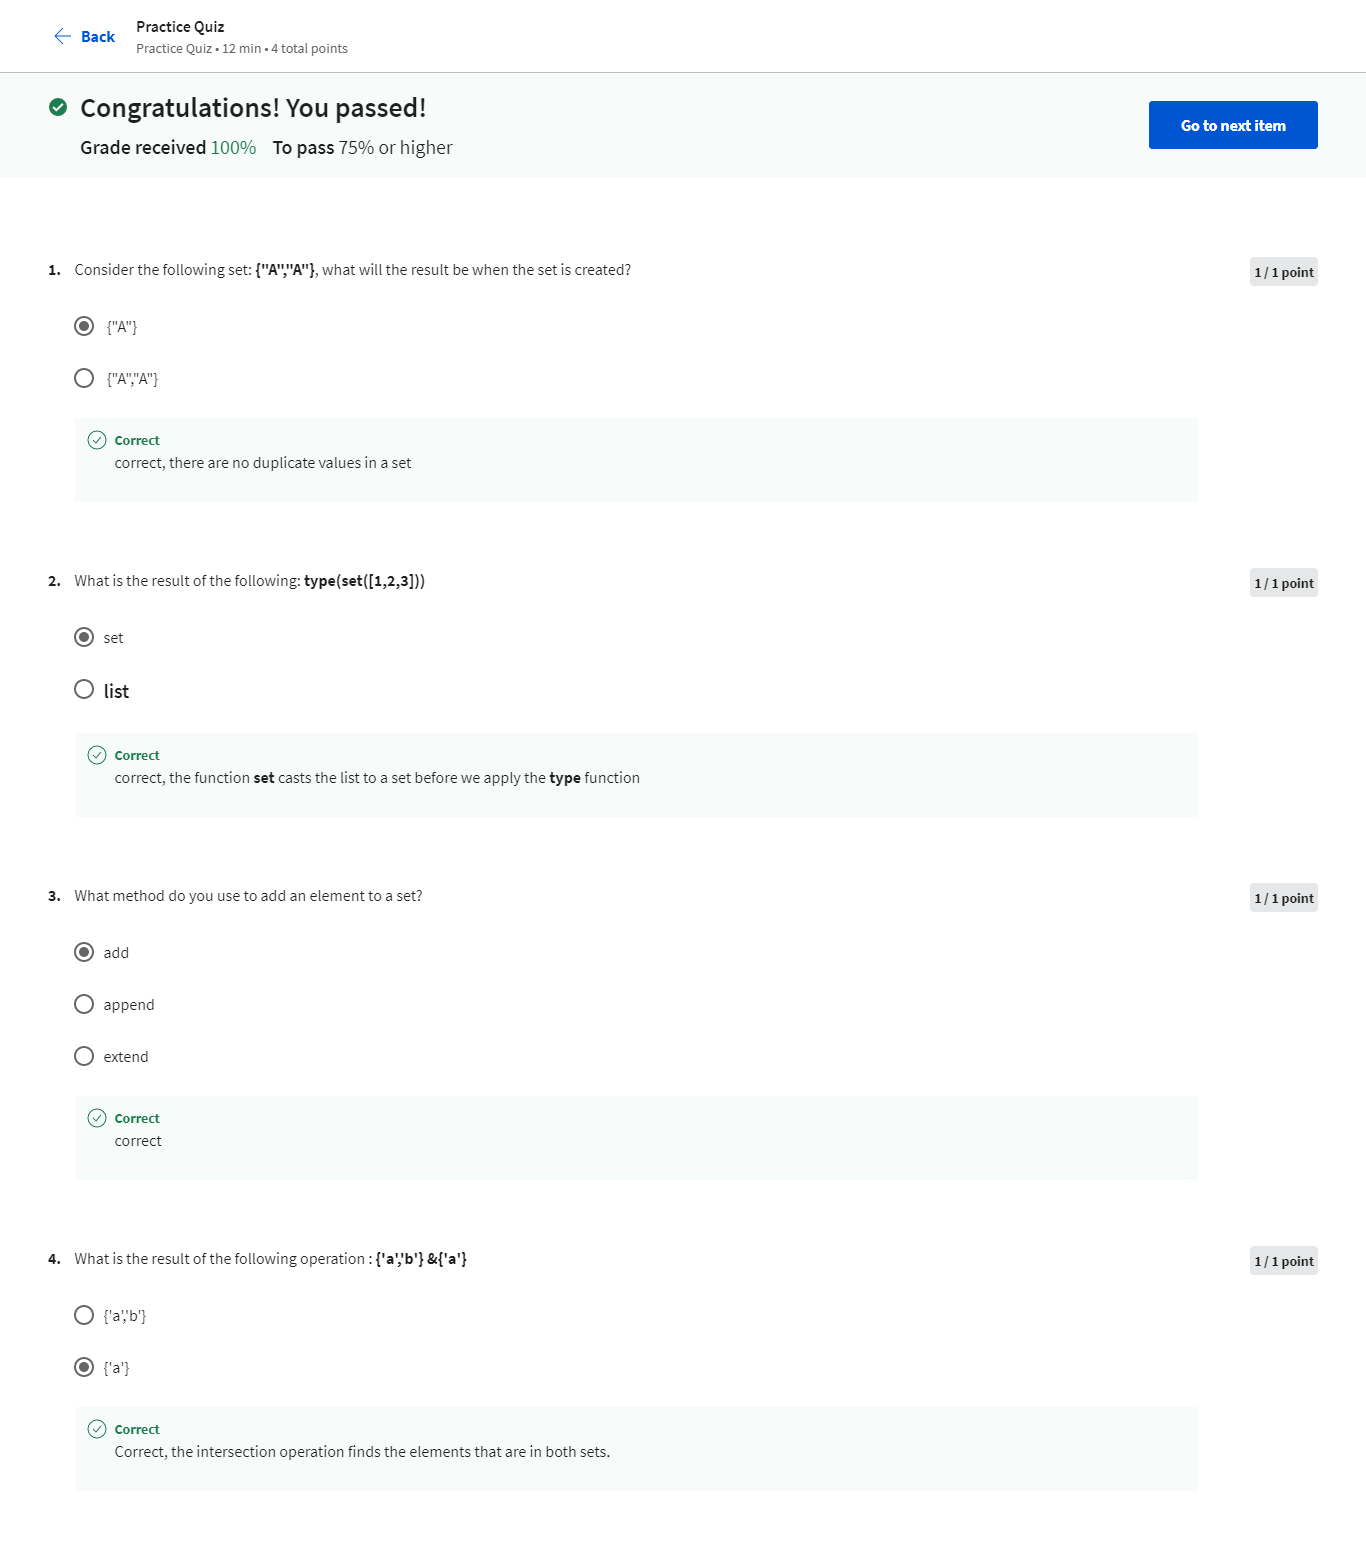 Back
Practice Quiz
Practice Quiz • 12 min • 4 total points
Congratulations! You passed!
Grade received 100% To pass 75% or higher
Go to next item
1. Consider the following set: {"A","A"}, what will the result be when the set is created?
1 / 1 point
{"A"}
{"A","A"}
Correct
correct, there are no duplicate values in a set
2. What is the result of the following: type(set([1,2,3]))
1 / 1 point
set
list
Correct
correct, the function set casts the list to a set before we apply the type function
3. What method do you use to add an element to a set?
1 / 1 point
add
append
extend
Correct
correct
4. What is the result of the following operation : {'a','b'} &{'a'}
1 / 1 point
{'a','b'}
{'a'}
Correct
Correct, the intersection operation finds the elements that are in both sets.